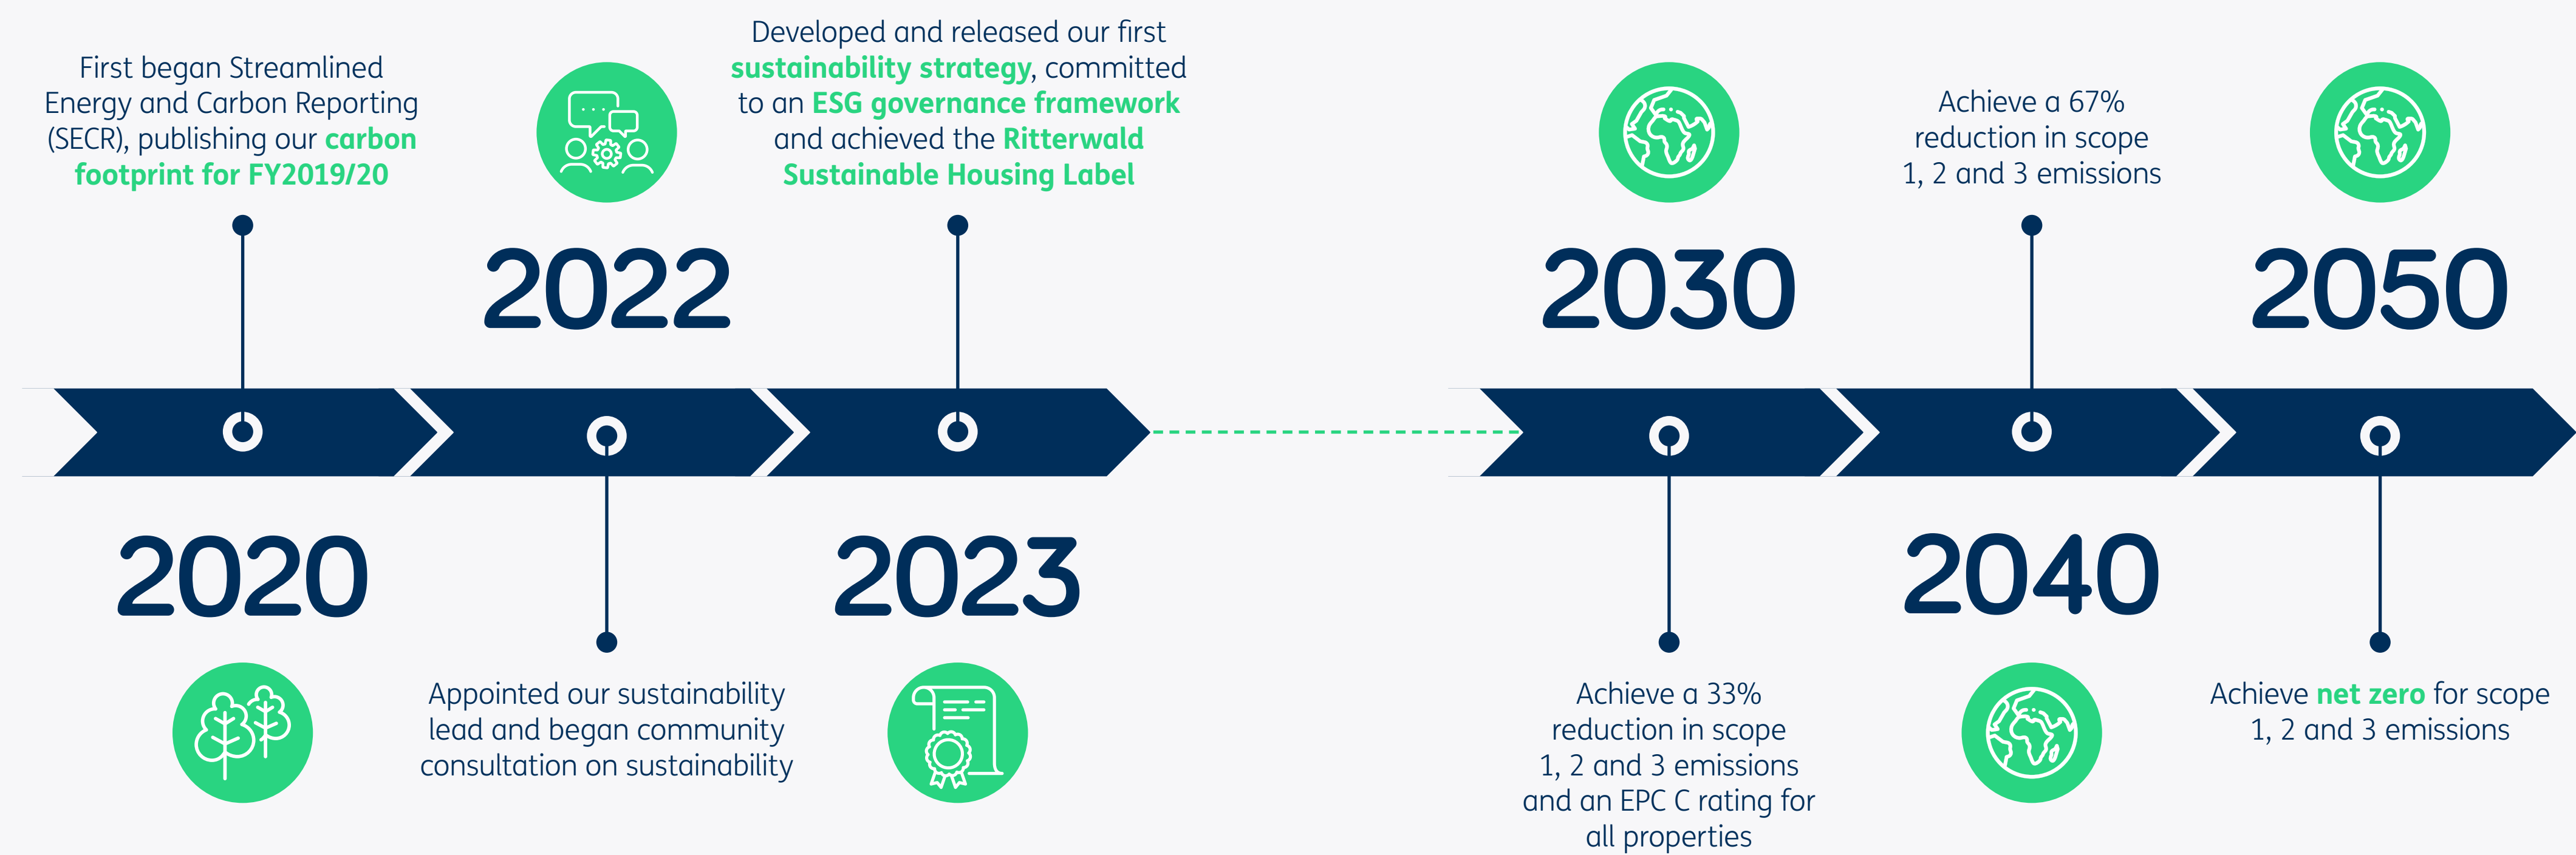 First began Streamlined
Energy and Carbon Reporting
(SECR), publishing our carbon
footprint for FY2019/20
2020
2022
Appointed our sustainability
lead and began community
consultation on sustainability
Developed and released our first
sustainability strategy, committed
to an ESG governance framework
and achieved the Ritterwald
Sustainable Housing Label
2023
2030
Achieve a 33%
reduction in scope
1, 2 and 3 emissions
and an EPC C rating for
all properties
Achieve a 67%
reduction in scope
1, 2 and 3 emissions
2040
2050
Achieve net zero for scope
1, 2 and 3 emissions